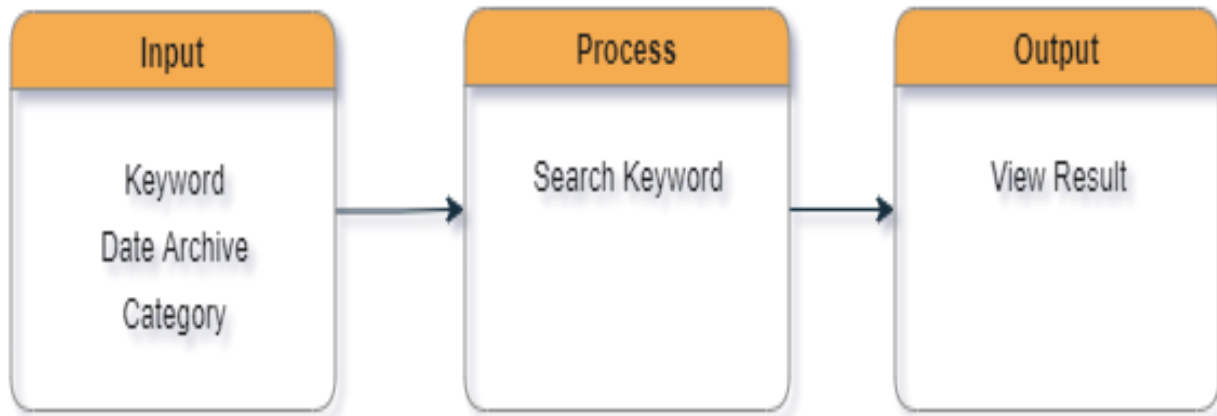 Input
Keyword
Date Archive
Category
Process
Search Keyword
Output
View Result